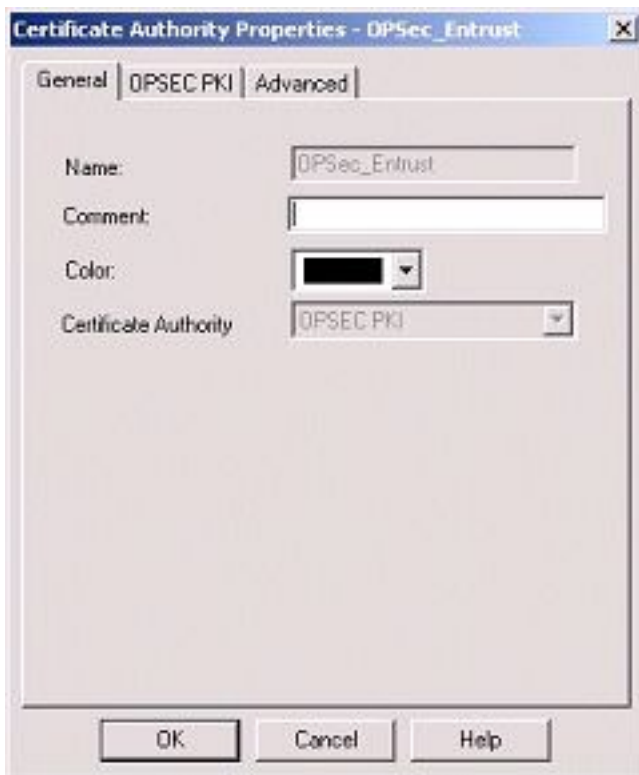 Certificate Authority Properties - OPSec_Entrust
General OPSEC PKI Advanced
Name: OPSec_Entrust
Comment:
Color:
Certificate Authority OPSEC PKI
OK Cancel Help